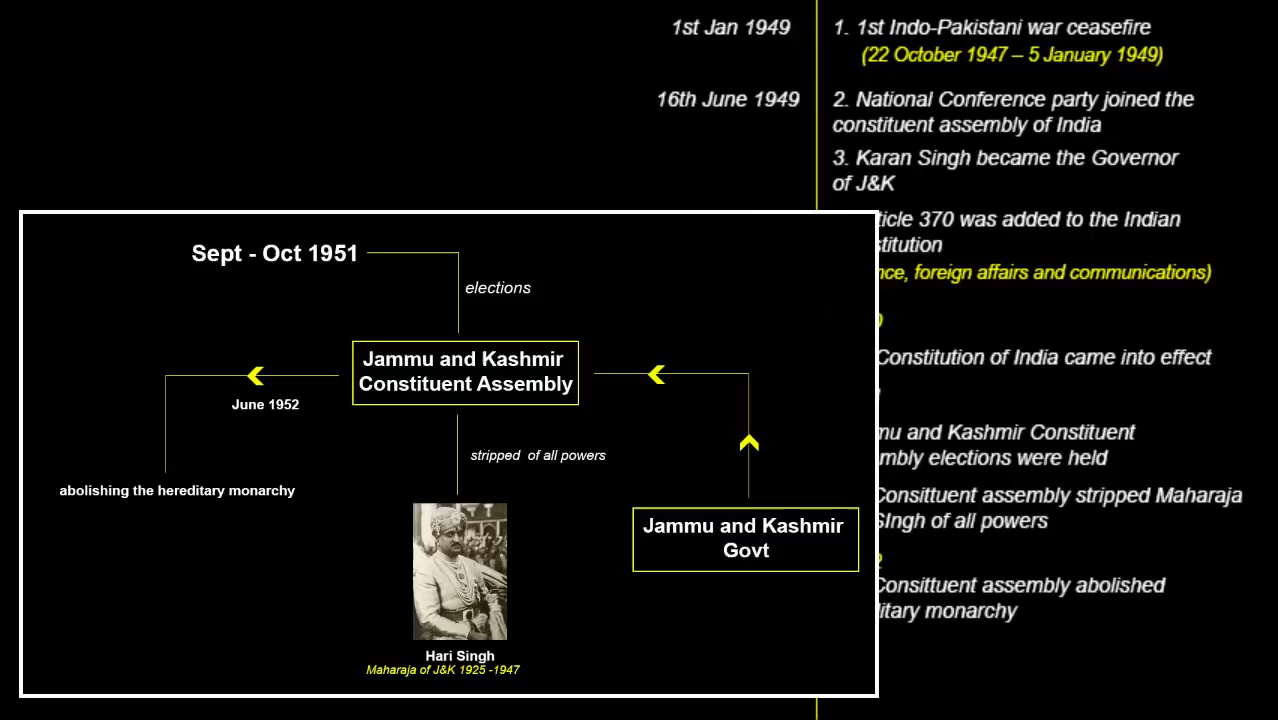 1st Jan 1949
1. 1st Indo-Pakistani war ceasefire
(22 October 1947 – 5 January 1949)
16th June 1949
2. National Conference party joined the
constituent assembly of India
3. Karan Singh became the Governor
of J&K
ticle 370 was added to the Indian
stitution
nce, foreign affairs and communications)
Constitution of India came into effect
mu and Kashmir Constituent
mbly elections were held
Consittuent assembly stripped Maharaja
SIngh of all powers
Consittuent assembly abolished
litary monarchy
Sept - Oct 1951
elections
Jammu and Kashmir
Constituent Assembly
June 1952
stripped of all powers
abolishing the hereditary monarchy
Jammu and Kashmir
Govt
Hari Singh
Maharaja of J&K 1925 -1947